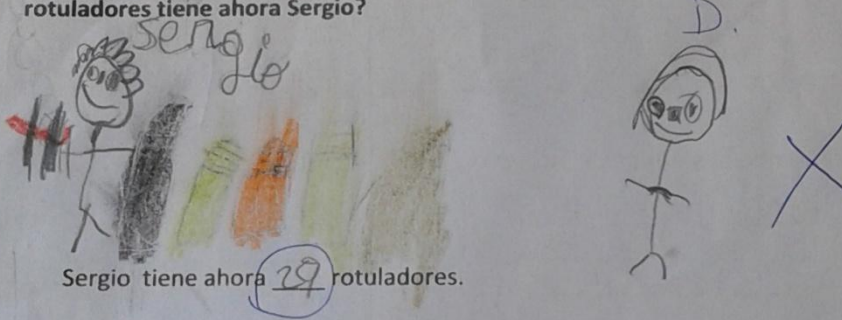 rotuladores tiene ahora Sergio?
sergio
D.
Sergio tiene ahora 29 rotuladores.